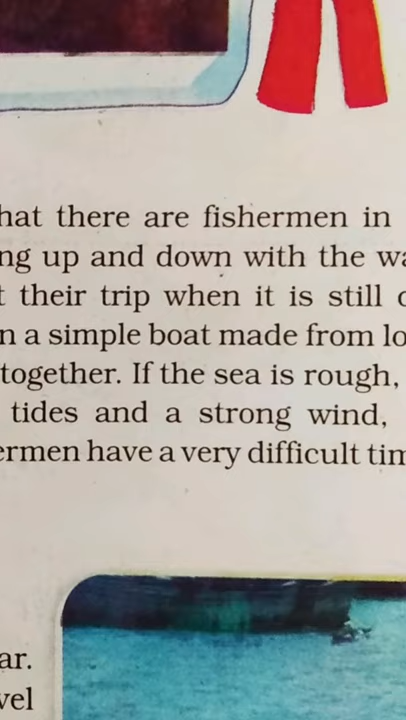 hat there are fishermen in
ng up and down with the wa
t their trip when it is still
n a simple boat made from lo
together. If the sea is rough,
tides and a strong wind,
ermen have a very difficult tim
ar.
vel